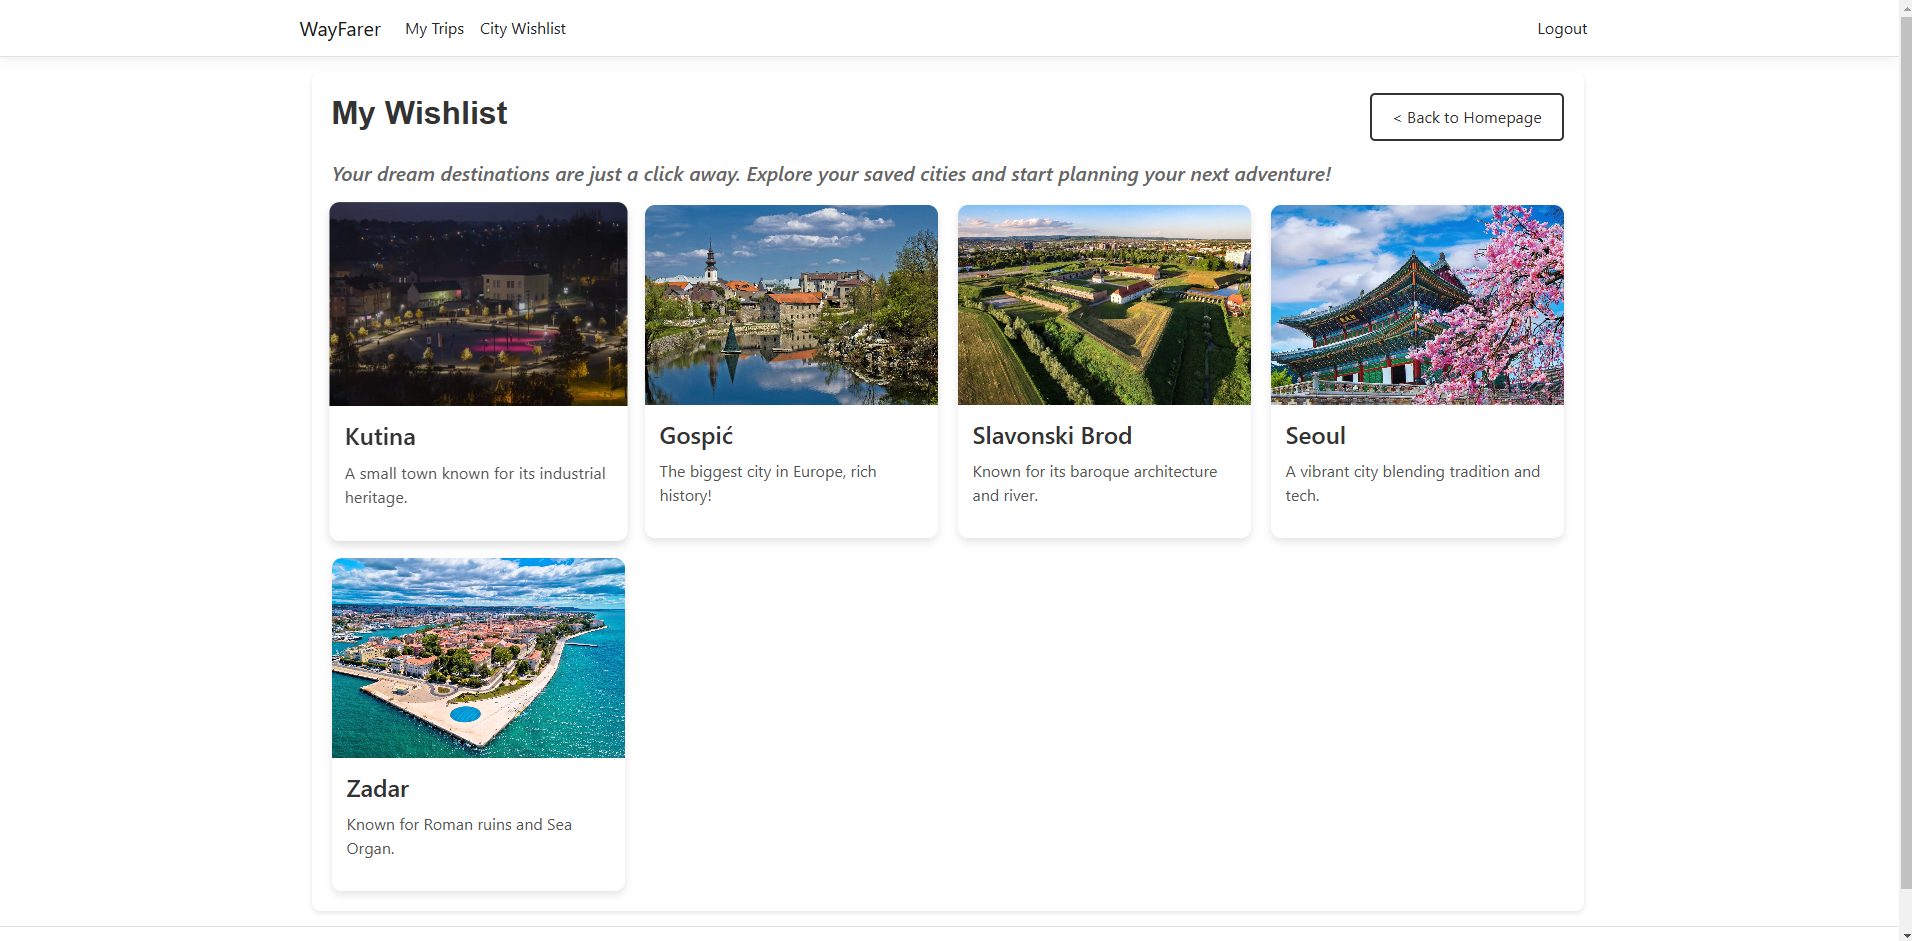 WayFarer My Trips City Wishlist Logout
My Wishlist
< Back to Homepage
Your dream destinations are just a click away. Explore your saved cities and start planning your next adventure!
Kutina
A small town known for its industrial
heritage.
Gospić
The biggest city in Europe, rich
history!
Slavonski Brod
Known for its baroque architecture
and river.
Seoul
A vibrant city blending tradition and
tech.
Zadar
Known for Roman ruins and Sea
Organ.